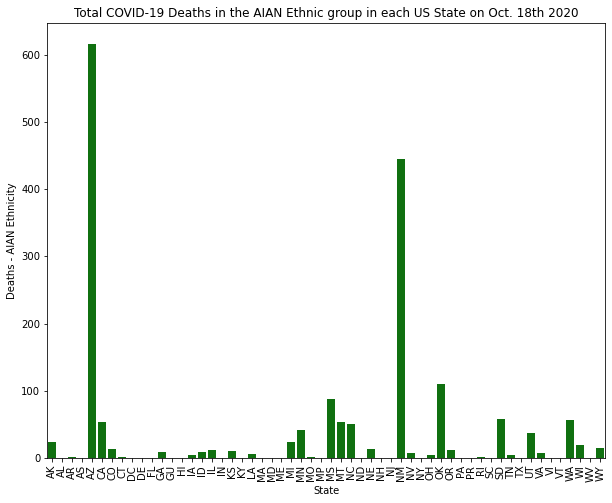 Total COVID-19 Deaths in the AIAN Ethnic group in each US State on Oct. 18th 2020
600
500
400
300
200
100
0
Deaths - AIAN Ethnicity
AK AL AR AS AZ CA CO CT DC DE FL GA GU HI IA ID IL IN KS KY LA MA MD ME MI MN MO MP MS MT NC ND NE NH NJ NM NV NY OH OK OR PA PR RI SC SD TN TX UT VA VI VT WA WI WV WY
State